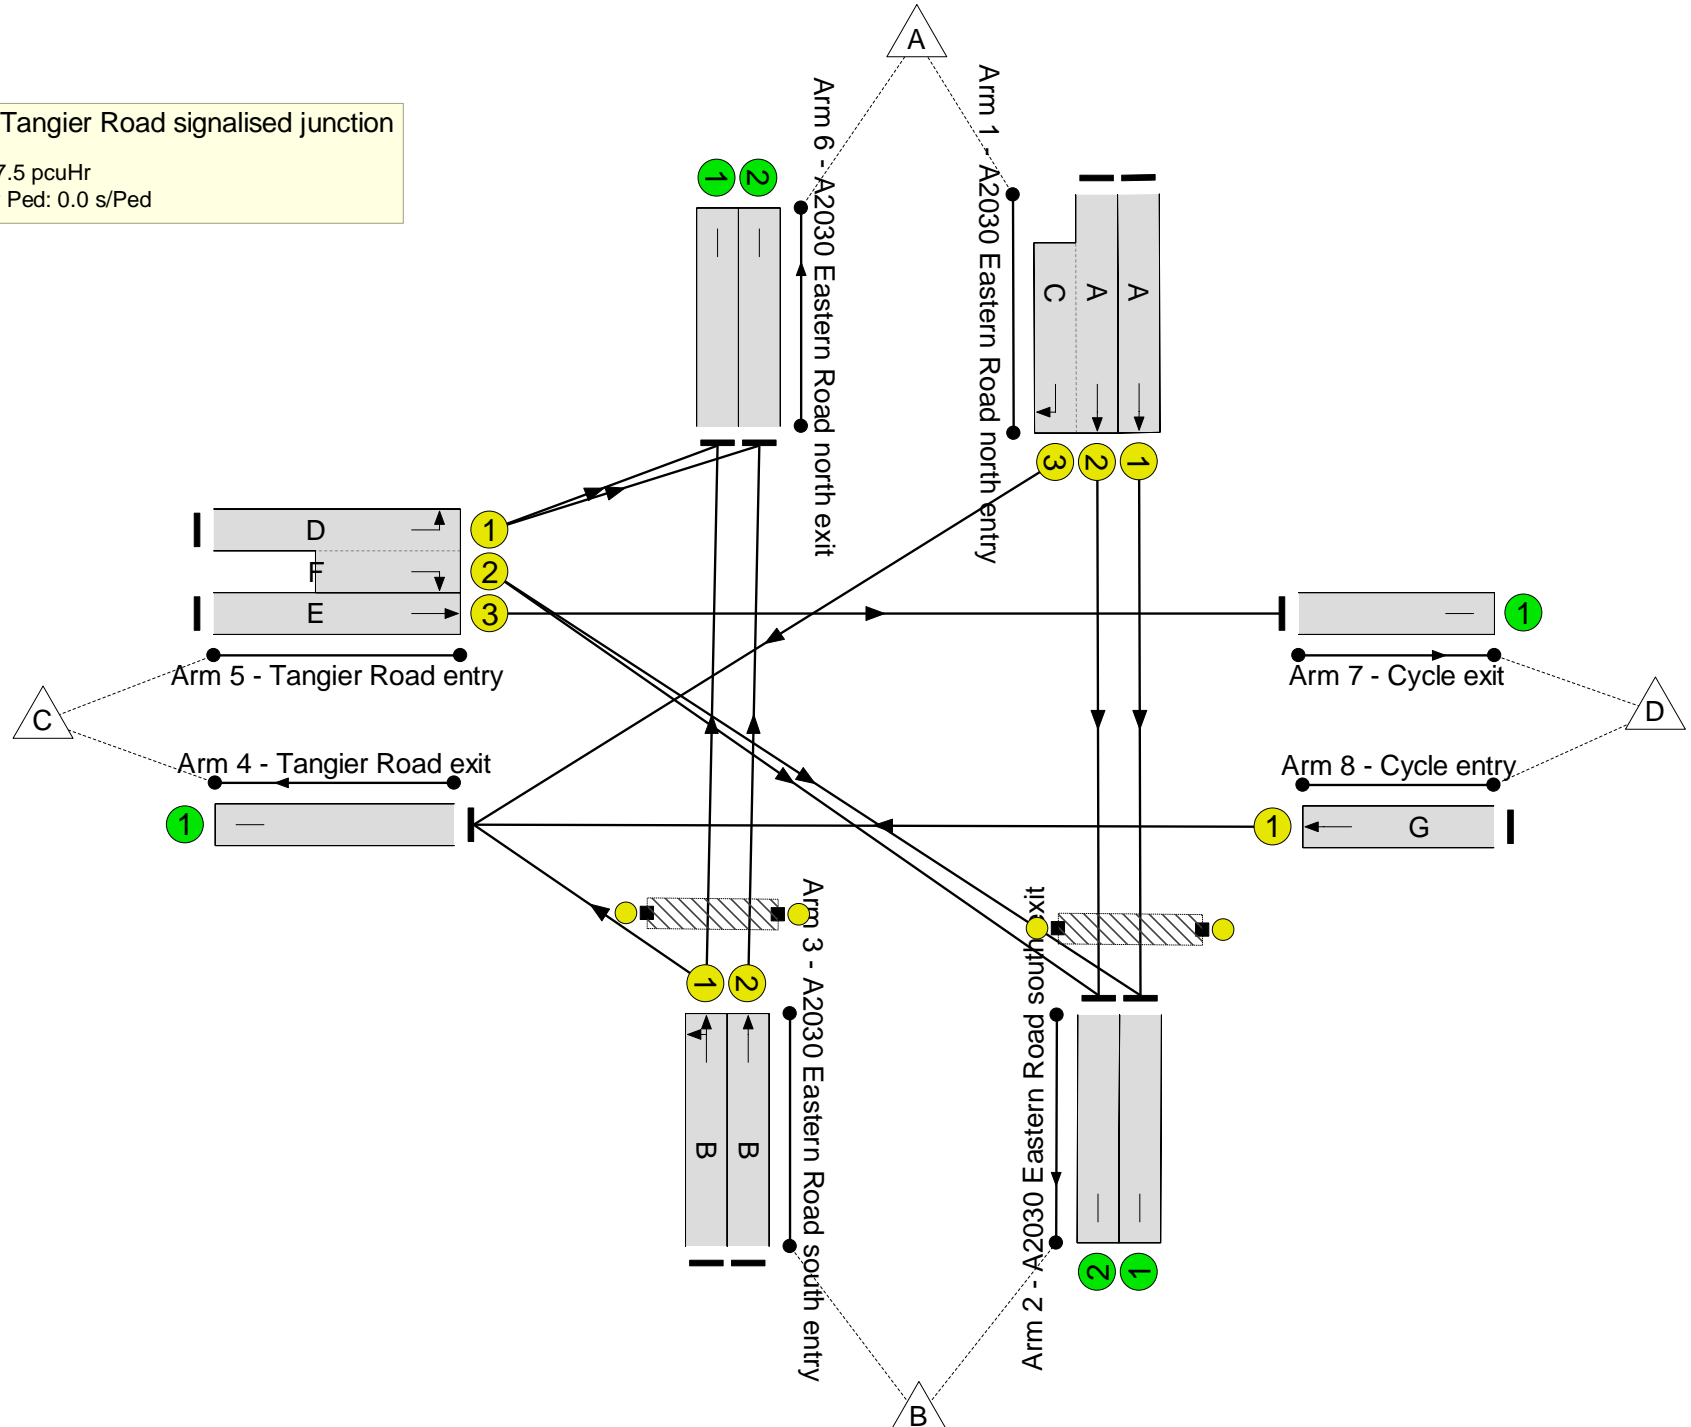 A
Tangier Road signalised junction
7.5 pcuHr
Ped: 0.0 s/Ped
Arm 6 - A2030 Eastern Road north exit
Arm 1 - A2030 Eastern Road north entry
1
2
C
A
A
3
2
1
D
F
E
1
2
3
Arm 5 - Tangier Road entry
C
Arm 4 - Tangier Road exit
1
1
Arm 7 - Cycle exit
D
Arm 8 - Cycle entry
1
G
Arm 3 - A2030 Eastern Road south entry
1
2
B
B
Arm 2 - A2030 Eastern Road south exit
2
1
B